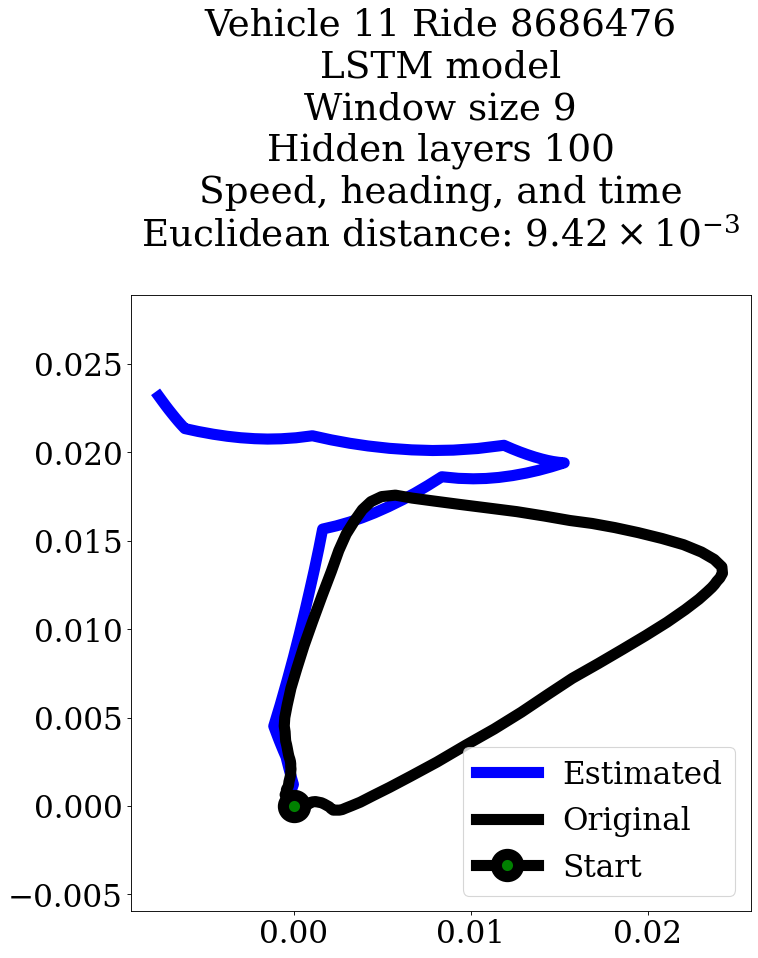 Vehicle 11 Ride 8686476
LSTM model
Window size 9
Hidden layers 100
Speed, heading, and time
Euclidean distance: 9.42 × 10⁻³
0.025
0.020
0.015
0.010
0.005
0.000
−0.005
0.00 0.01 0.02
Estimated
Original
Start